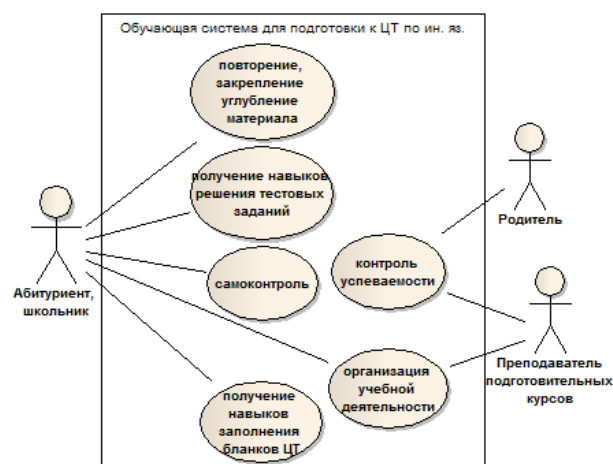 Обучающая система для подготовки к ЦТ по ин. яз.
повторение,
закрепление
углубление
материала
получение навыков
решения тестовых
заданий
самоконтроль
Абитуриент,
школьник
Родитель
контроль
успеваемости
Преподаватель
подготовительных
курсов
организация
учебной
деятельности
получение
навыков
заполнения
бланков ЦТ